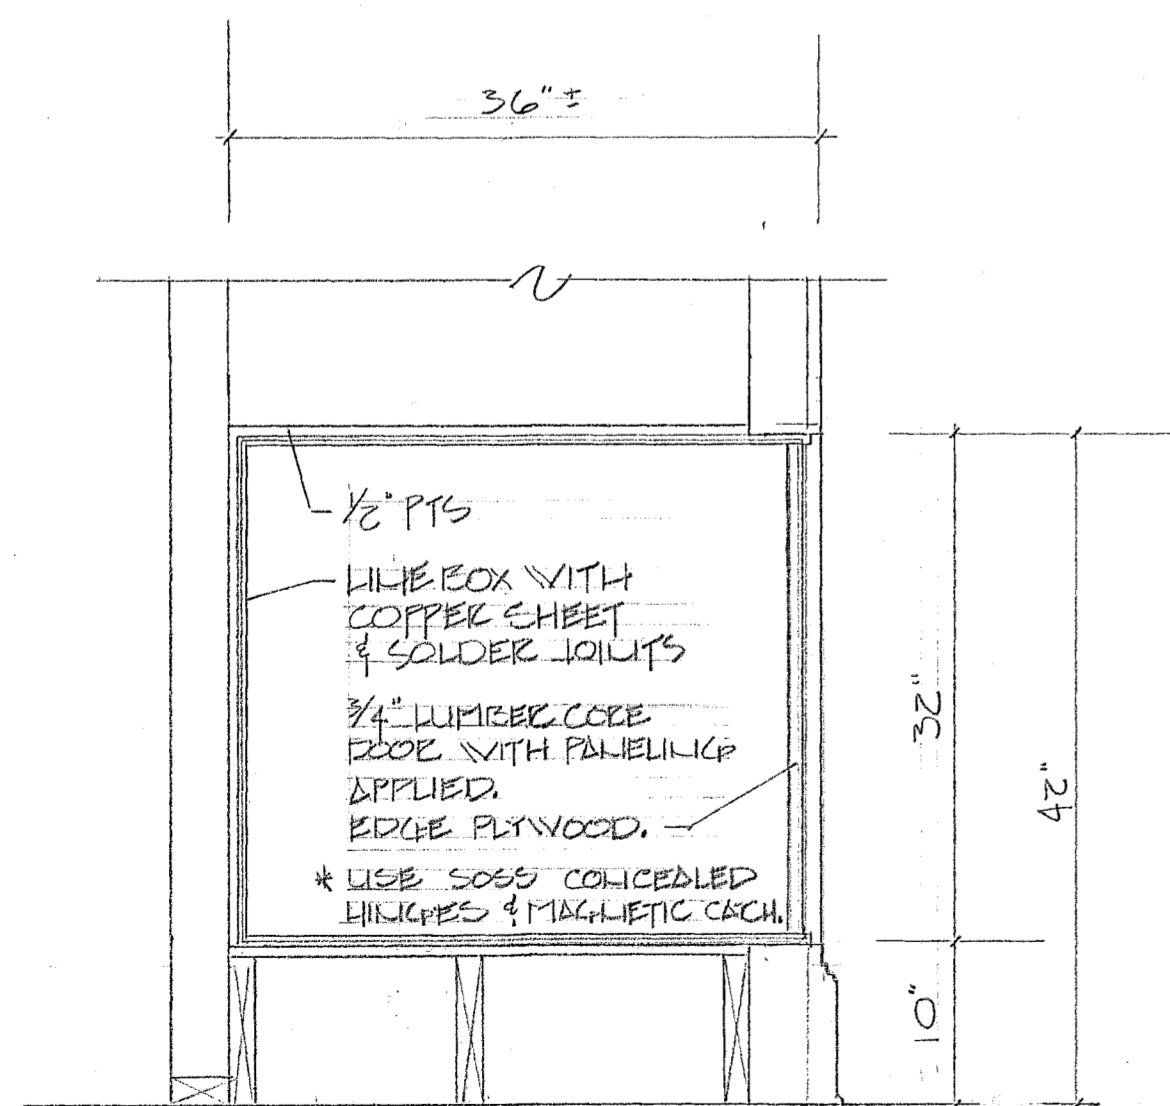 36" ±
1/2" PTS
LINE BOX WITH
COPPER SHEET
& SOLDER JOINTS
3/4" LUMBER CORE
DOOR WITH PANELING
APPLIED.
EDGE PLYWOOD.
* USE SOSS CONCEALED
HINGES & MAGNETIC CATCH.
32"
42"
10"